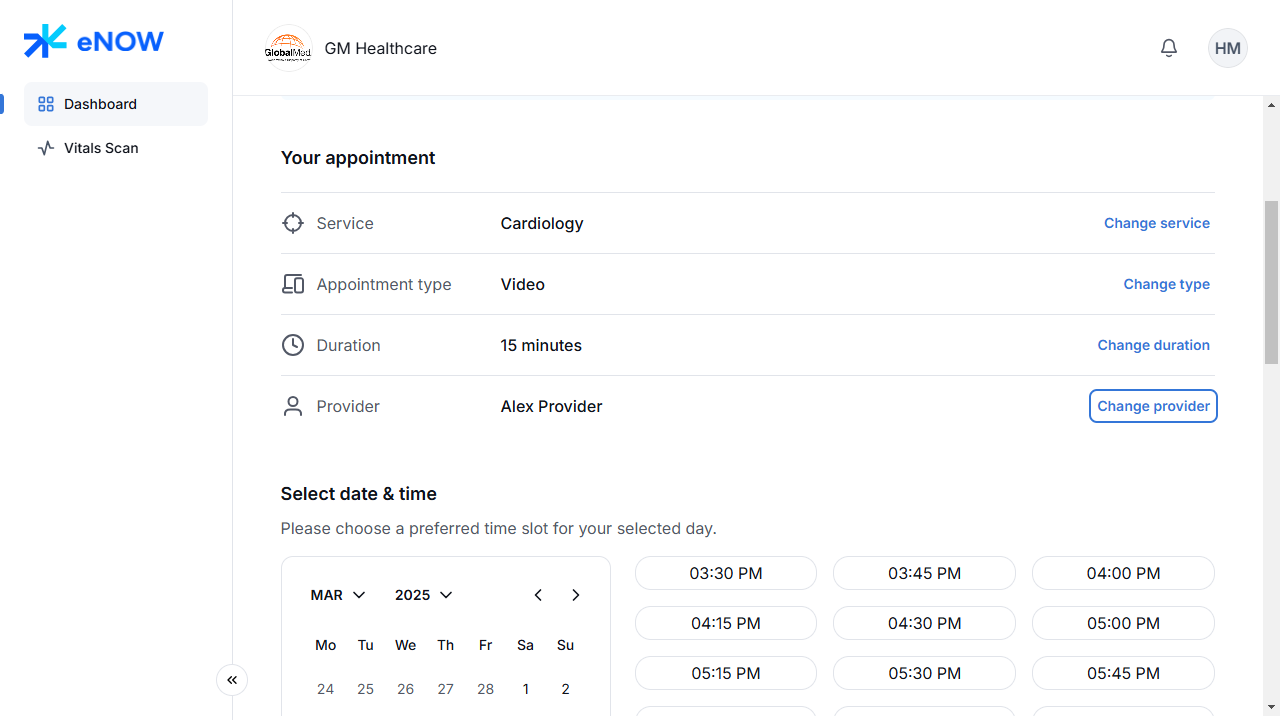 eNOW
GlobalMed
GM Healthcare
HM
Dashboard
Vitals Scan
Your appointment
Service
Cardiology
Change service
Appointment type
Video
Change type
Duration
15 minutes
Change duration
Provider
Alex Provider
Change provider
Select date & time
Please choose a preferred time slot for your selected day.
MAR 2025
Mo Tu We Th Fr Sa Su
24 25 26 27 28 1 2
03:30 PM 03:45 PM 04:00 PM
04:15 PM 04:30 PM 05:00 PM
05:15 PM 05:30 PM 05:45 PM